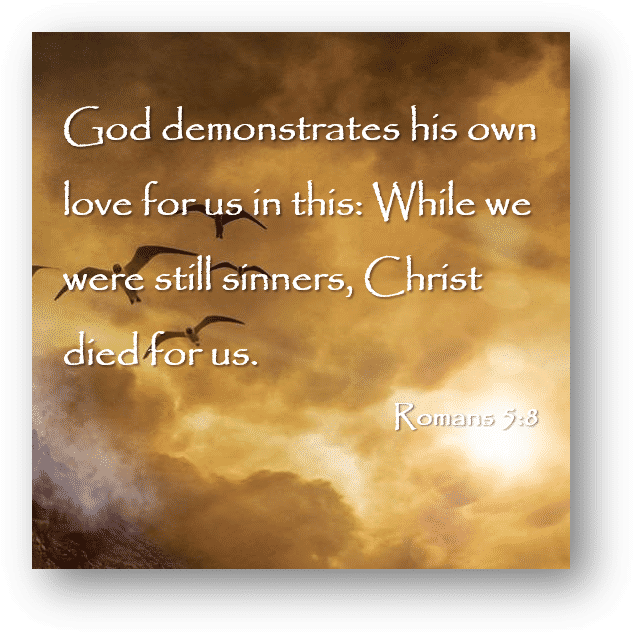 God demonstrates his own
love for us in this: While we
were still sinners, Christ
died for us.
Romans 5:8